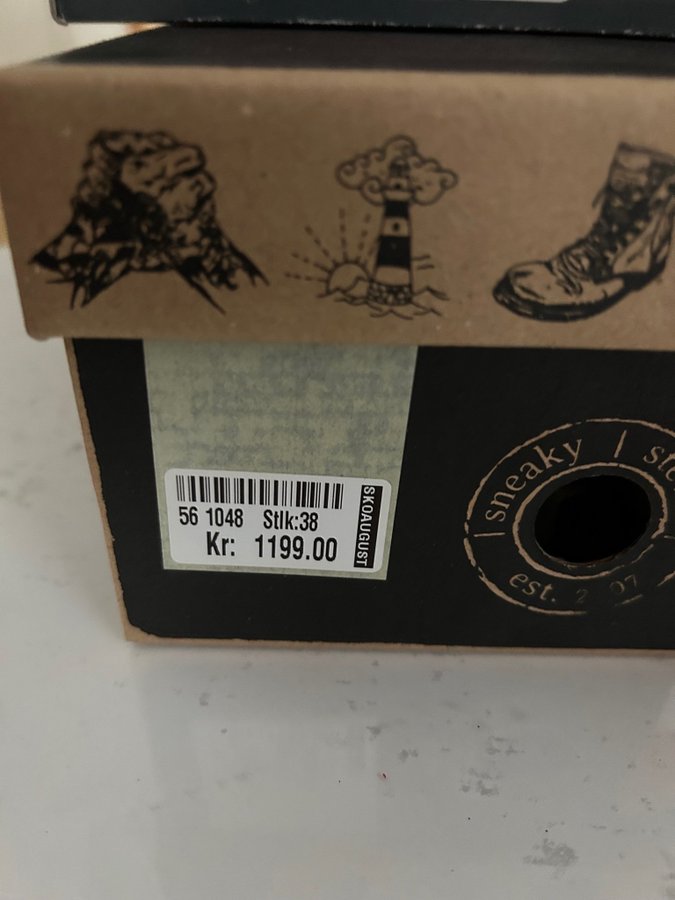 56 1048 Stlk:38
Kr: 1199.00
SKOAUGUST
sneaky
est.